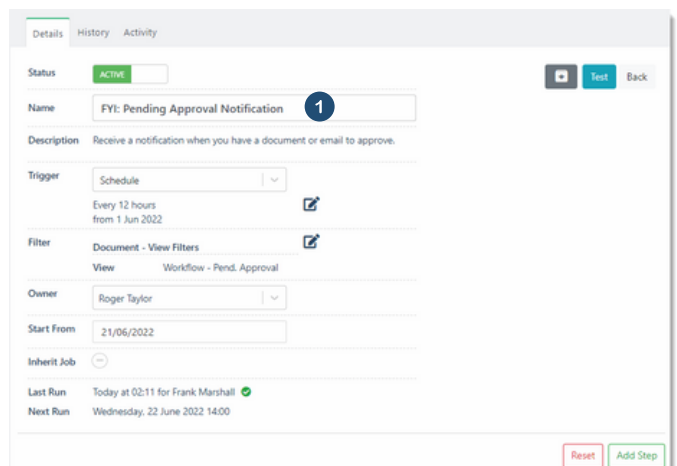 Details History Activity
Status ACTIVE Test Back
Name FYI: Pending Approval Notification 1
Description Receive a notification when you have a document or email to approve.
Trigger Schedule
Every 12 hours
from 1 Jun 2022
Filter Document - View Filters
View Workflow - Pend. Approval
Owner Roger Taylor
Start From 21/06/2022
Inherit Job
Last Run Today at 02:11 for Frank Marshall
Next Run Wednesday, 22 June 2022 14:00
Reset Add Step